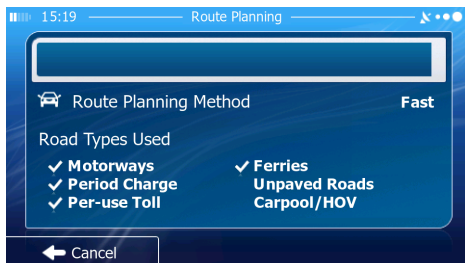 15:19 Route Planning
Route Planning Method Fast
Road Types Used
Motorways Ferries
Period Charge Unpaved Roads
Per-use Toll Carpool/HOV
Cancel